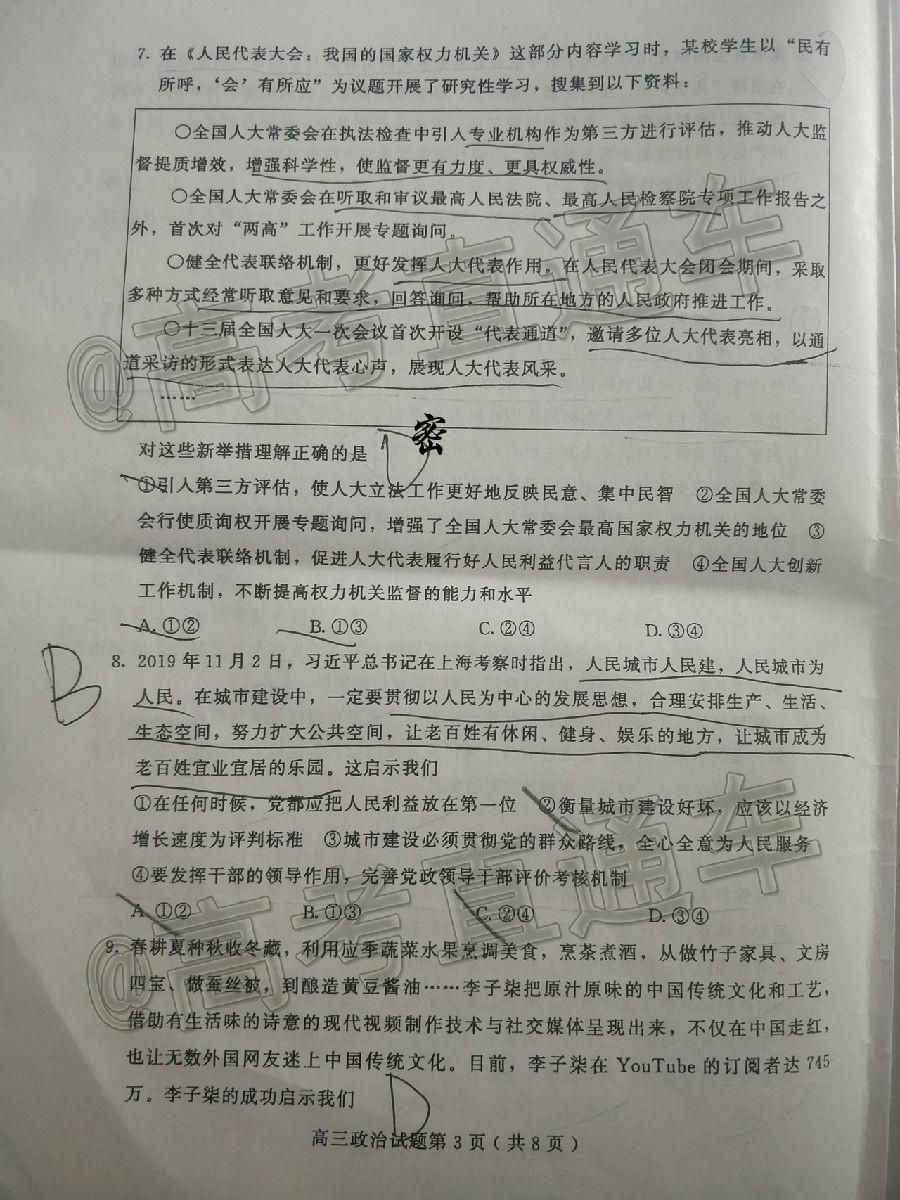 7. 在《人民代表大会：我国的国家权力机关》这部分内容学习时，某校学生以“民有
所呼，‘会’有所应”为议题开展了研究性学习，搜集到以下资料：
○全国人大常委会在执法检查中引入专业机构作为第三方进行评估，推动人大监
督提质增效，增强科学性，使监督更有力度、更具权威性。
○全国人大常委会在听取和审议最高人民法院、最高人民检察院专项工作报告之
外，首次对“两高”工作开展专题询问。
○健全代表联络机制，更好发挥人大代表作用。在人民代表大会闭会期间，采取
多种方式经常听取意见和要求，回答询问，帮助所在地方的人民政府推进工作。
○十三届全国人大一次会议首次开设“代表通道”，邀请多位人大代表亮相，以通
道采访的形式表达人大代表心声，展现人大代表风采。
……
密
D
对这些新举措理解正确的是
①引入第三方评估，使人大立法工作更好地反映民意、集中民智 ②全国人大常委
会行使质询权开展专题询问，增强了全国人大常委会最高国家权力机关的地位 ③
健全代表联络机制，促进人大代表履行好人民利益代言人的职责 ④全国人大创新
工作机制，不断提高权力机关监督的能力和水平
A. ①② B. ①③ C. ②④ D. ③④
B
8. 2019年11月2日，习近平总书记在上海考察时指出，人民城市人民建，人民城市为
人民。在城市建设中，一定要贯彻以人民为中心的发展思想，合理安排生产、生活、
生态空间，努力扩大公共空间，让老百姓有休闲、健身、娱乐的地方，让城市成为
老百姓宜业宜居的乐园。这启示我们
①在任何时候，党都应把人民利益放在第一位 ②衡量城市建设好坏，应该以经济
增长速度为评判标准 ③城市建设必须贯彻党的群众路线，全心全意为人民服务
④要发挥干部的领导作用，完善党政领导干部评价考核机制
A. ①② B. ①③ C. ②④ D. ③④
9. 春耕夏种秋收冬藏，利用应季蔬菜水果烹调美食，烹茶煮酒，从做竹子家具、文房
四宝、做蚕丝被，到酿造黄豆酱油……李子柒把原汁原味的中国传统文化和工艺，
借助有生活味的诗意的现代视频制作技术与社交媒体呈现出来，不仅在中国走红，
也让无数外国网友迷上中国传统文化。目前，李子柒在 YouTube 的订阅者达 745
万。李子柒的成功启示我们
D
高三政治试题第 3 页（共 8 页）
@高考直通车
@高考直通车